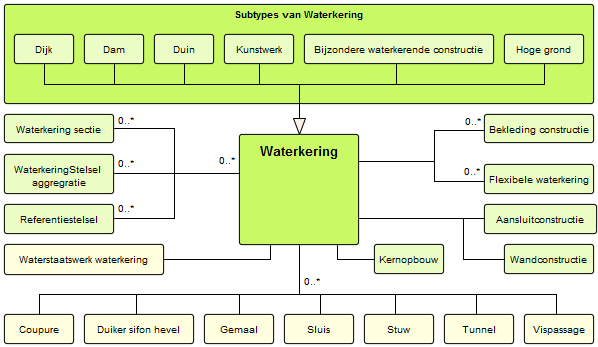 Subtypes van Waterkering
Dijk
Dam
Duin
Kunstwerk
Bijzondere waterkerende constructie
Hoge grond
Waterkering sectie
0..*
WaterkeringStelsel
aggregratie
0..*
Referentiestelsel
0..*
0..*
Waterkering
0..*
Bekleding constructie
0..*
Flexibele waterkering
Aansluitconstructie
Wandconstructie
Waterstaatswerk waterkering
Kernopbouw
0..*
Coupure
Duiker sifon hevel
Gemaal
Sluis
Stuw
Tunnel
Vispassage